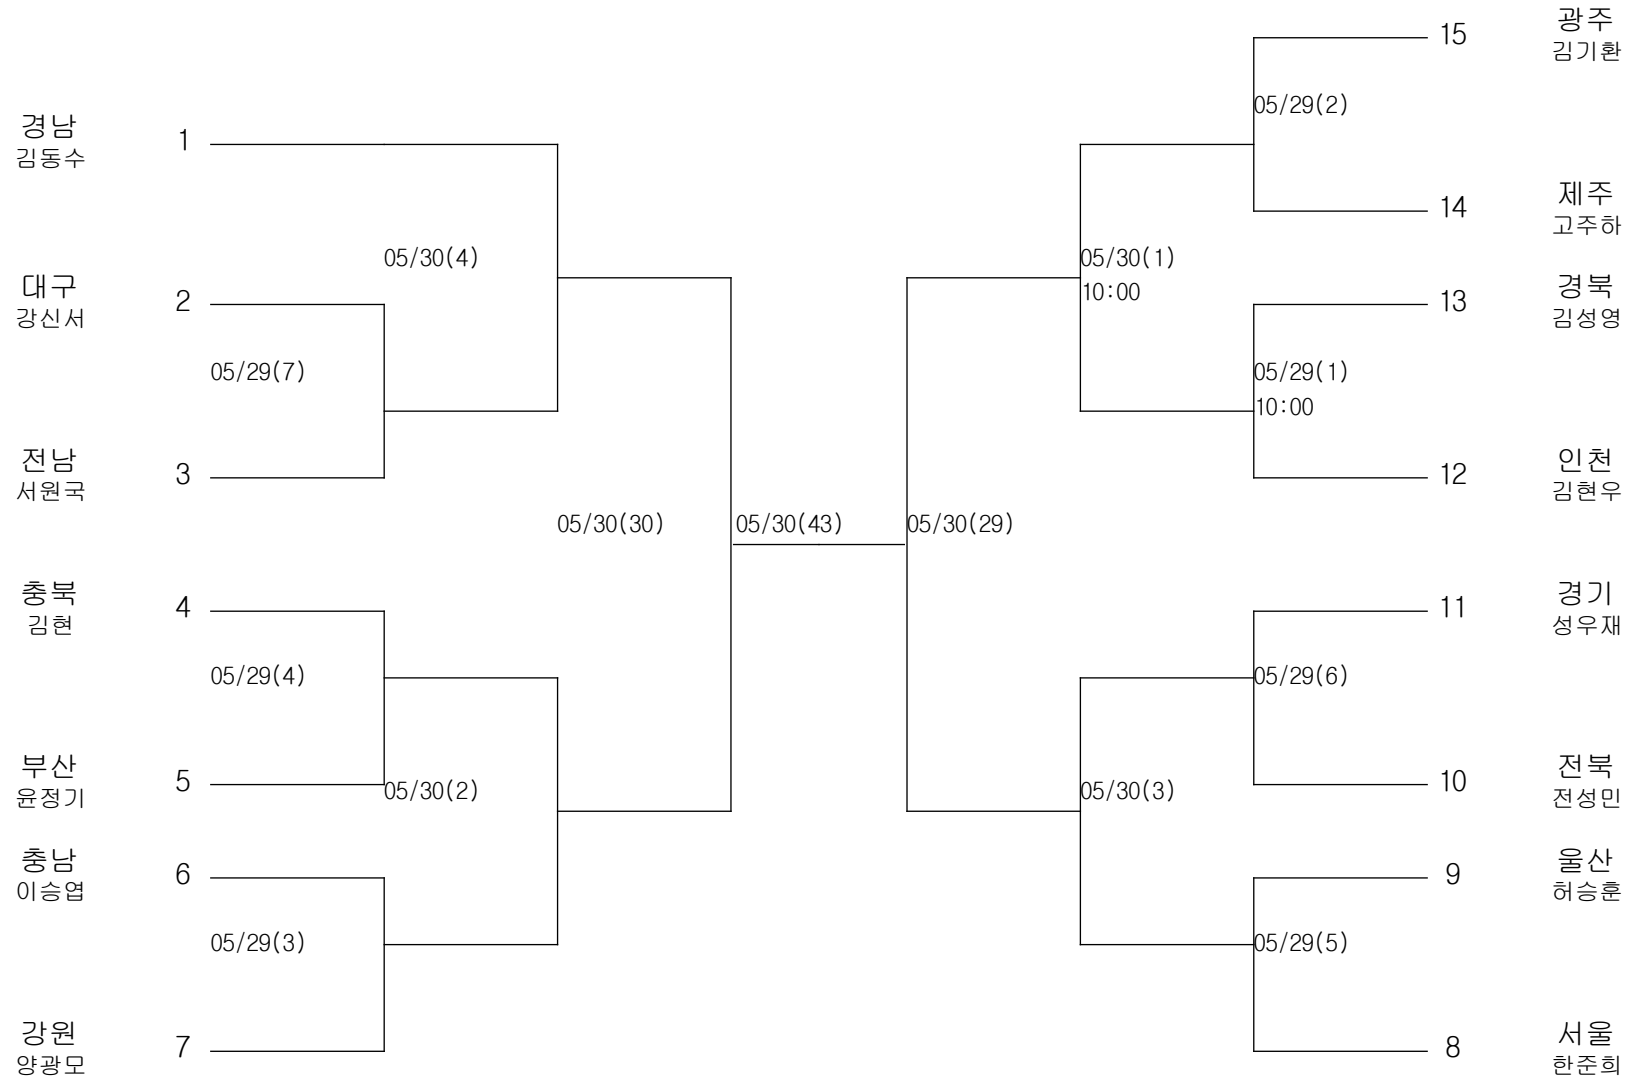 광주
15
김기환
05/29(2)
경남
1
김동수
제주
14
고주하
05/30(4)
05/30(1)
10:00
대구
2
강신서
경북
13
김성영
05/29(7)
05/29(1)
10:00
전남
3
서원국
인천
12
김현우
05/30(30)
05/30(43)
05/30(29)
충북
4
김현
경기
11
성우재
05/29(4)
05/29(6)
부산
5
윤정기
전북
10
전성민
05/30(2)
05/30(3)
충남
6
이승엽
울산
9
허승훈
05/29(3)
05/29(5)
강원
7
양광모
서울
8
한준희